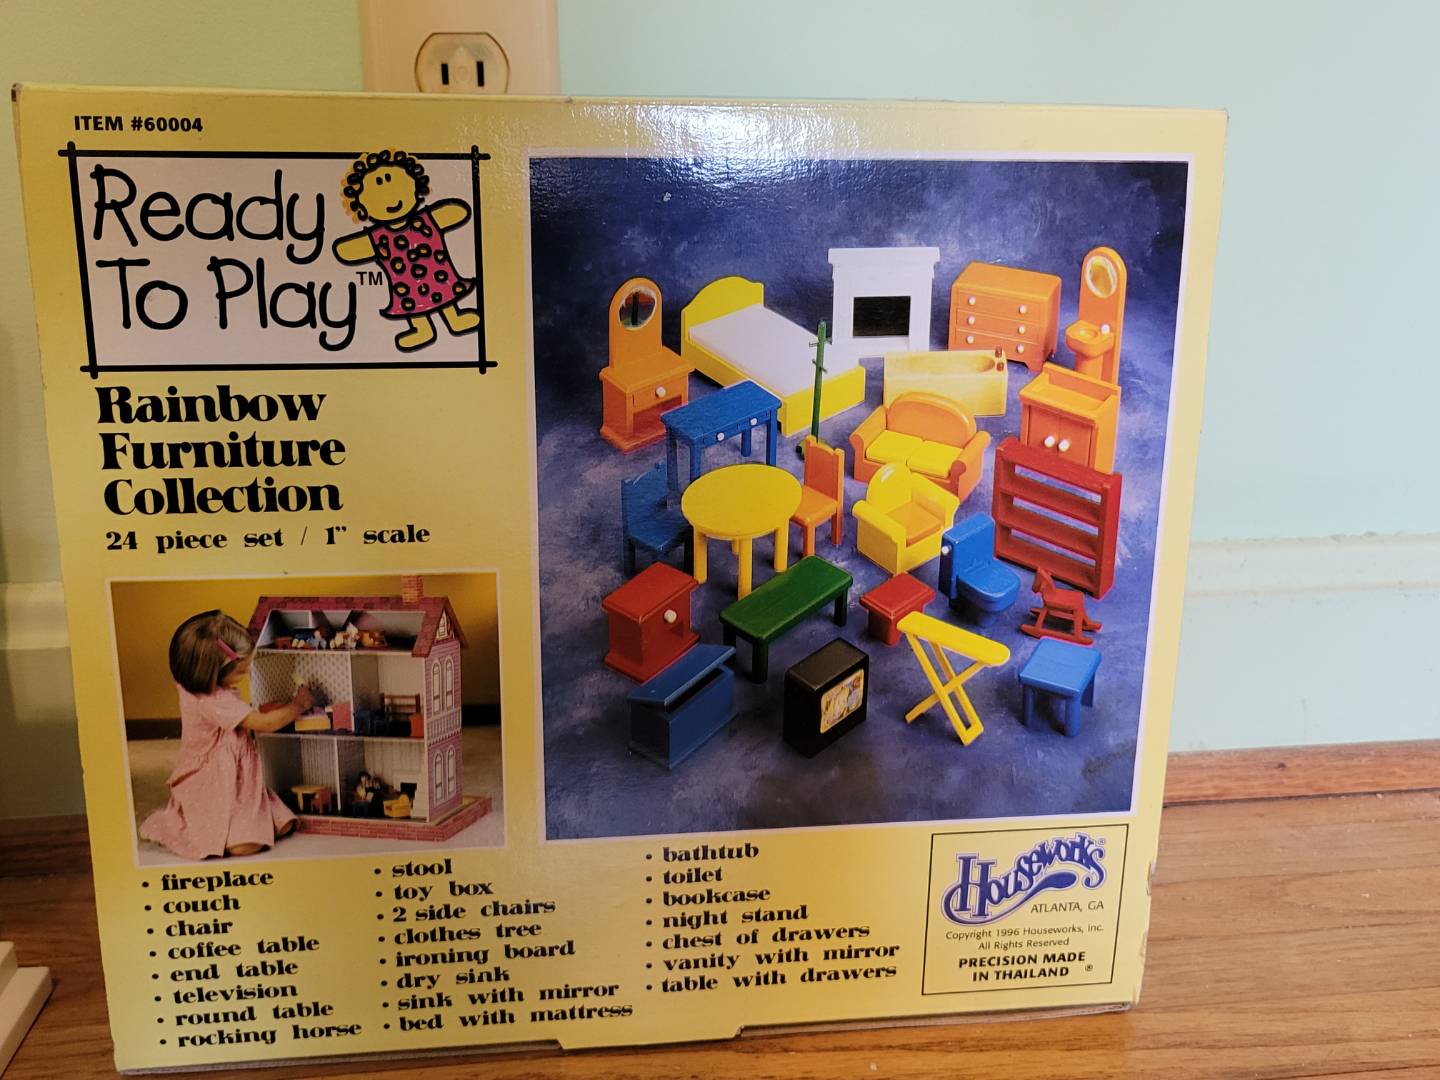 ITEM #60004
Ready
To Play™
Rainbow
Furniture
Collection
24 piece set / 1" scale
• fireplace
• couch
• chair
• coffee table
• end table
• television
• round table
• rocking horse
• stool
• toy box
• 2 side chairs
• clothes tree
• ironing board
• dry sink
• sink with mirror
• bed with mattress
• bathtub
• toilet
• bookcase
• night stand
• chest of drawers
• vanity with mirror
• table with drawers
Houseworks®
ATLANTA, GA
Copyright 1996 Houseworks, Inc.
All Rights Reserved
PRECISION MADE
IN THAILAND ®